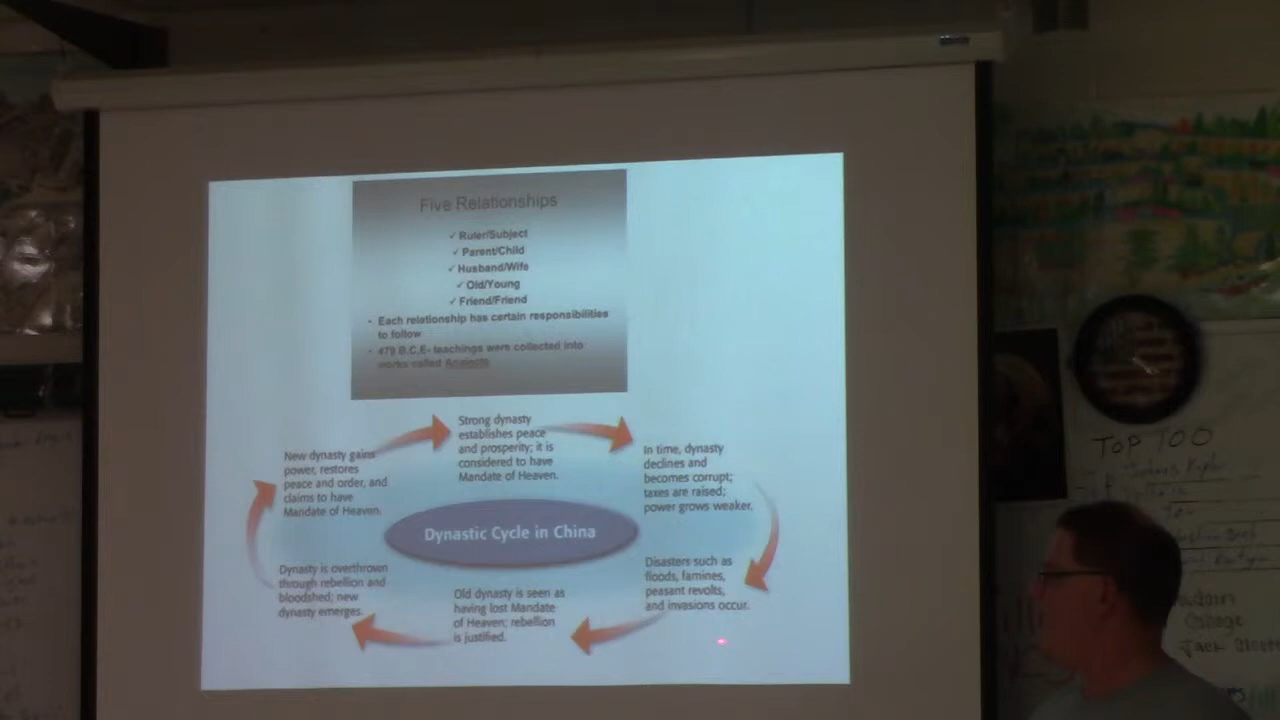 Five Relationships
✓ Ruler/Subject
✓ Parent/Child
✓ Husband/Wife
✓ Old/Young
✓ Friend/Friend
• Each relationship has certain responsibilities
to follow
• 479 B.C.E- teachings were collected into
works called Analects
Strong dynasty
establishes peace
and prosperity; it is
considered to have
Mandate of Heaven.
In time, dynasty
declines and
becomes corrupt;
taxes are raised;
power grows weaker.
Disasters such as
floods, famines,
peasant revolts,
and invasions occur.
Old dynasty is seen as
having lost Mandate
of Heaven; rebellion
is justified.
Dynasty is overthrown
through rebellion and
bloodshed; new
dynasty emerges.
New dynasty gains
power, restores
peace and order, and
claims to have
Mandate of Heaven.
Dynastic Cycle in China
TOP 100
College
Jack